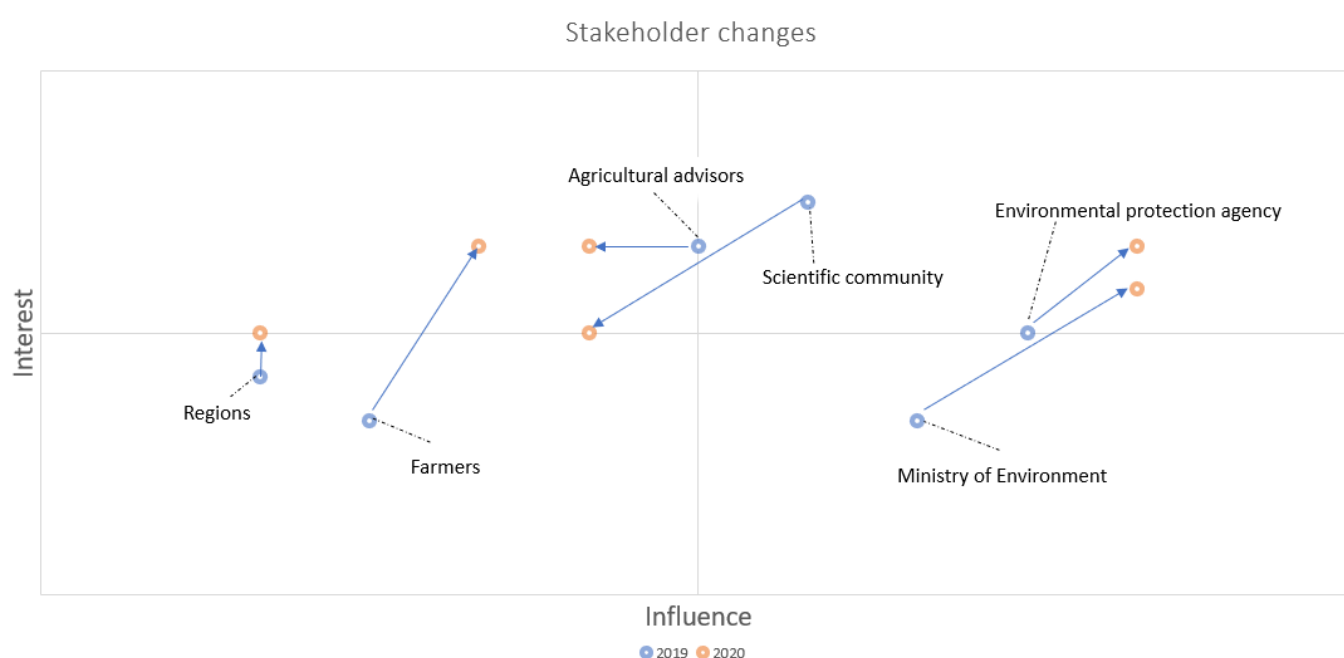 Stakeholder changes
Agricultural advisors
Environmental protection agency
Scientific community
Interest
Regions
Farmers
Ministry of Environment
Influence
2019 2020